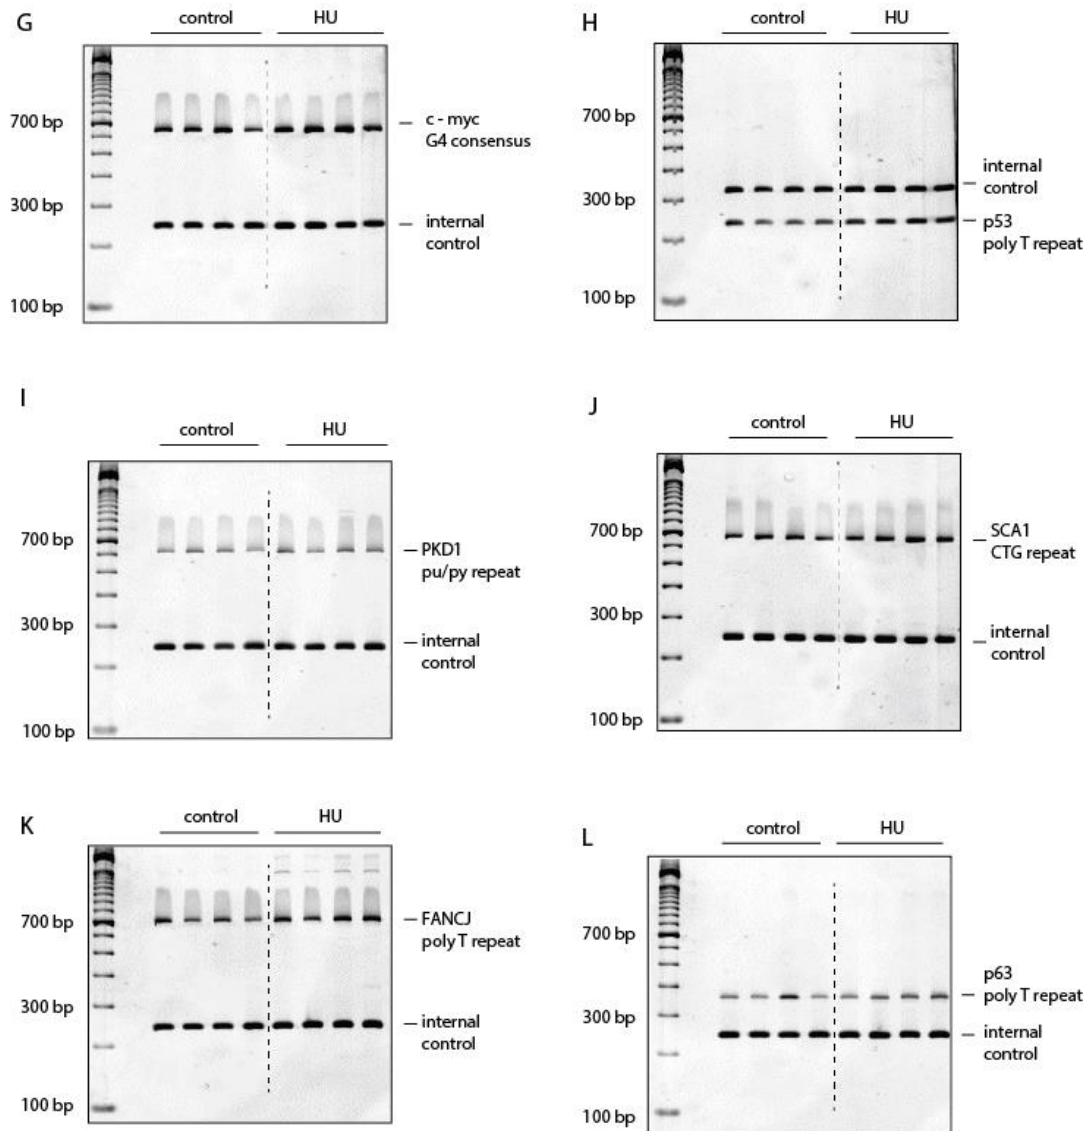 G
control HU
700 bp
c - myc
G4 consensus
300 bp
internal
control
100 bp
H
control HU
700 bp
internal
control
300 bp
p53
poly T repeat
100 bp
I
control HU
700 bp
PKD1
pu/py repeat
300 bp
internal
control
100 bp
J
control HU
700 bp
SCA1
CTG repeat
300 bp
internal
control
100 bp
K
control HU
700 bp
FANCJ
poly T repeat
300 bp
internal
control
100 bp
L
control HU
700 bp
p63
poly T repeat
300 bp
internal
control
100 bp